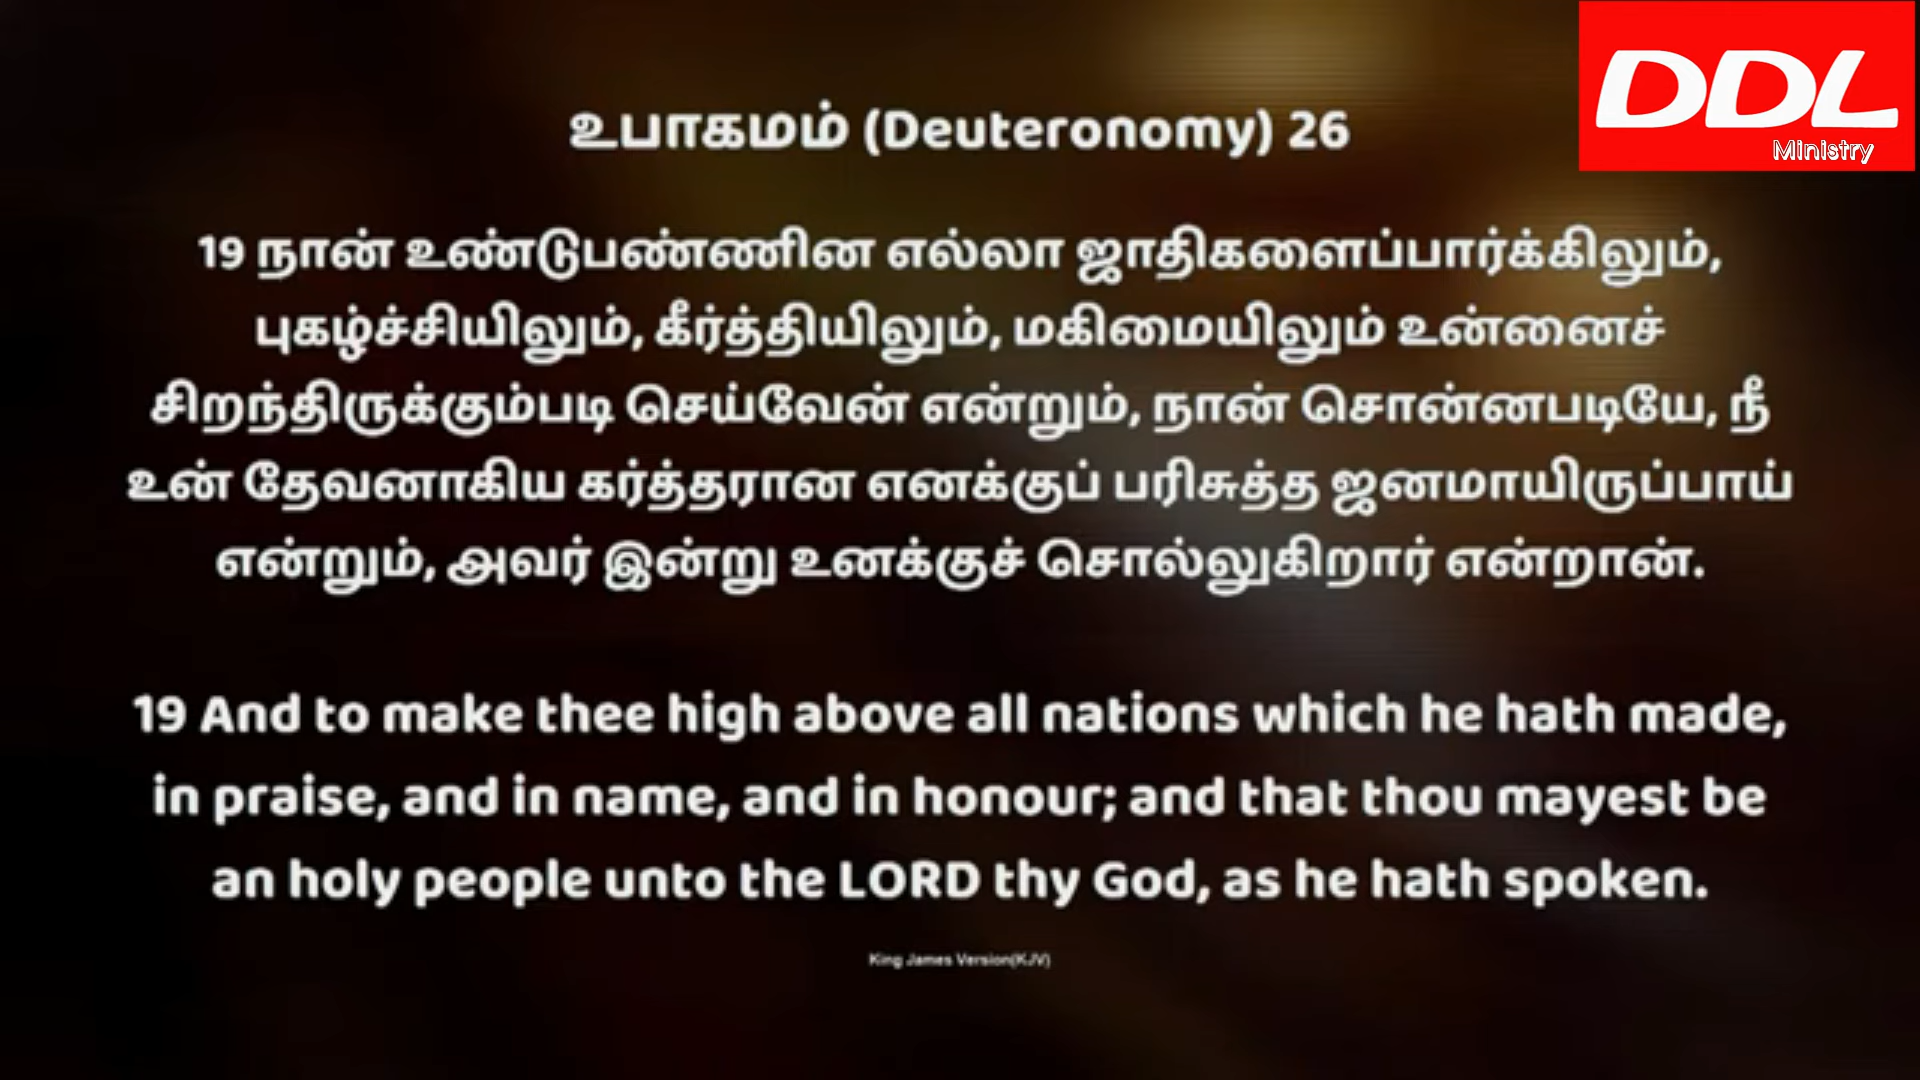 DDL
Ministry
உபாகமம் (Deuteronomy) 26
19 நான் உண்டுபண்ணின எல்லா ஜாதிகளைப்பார்க்கிலும்,
புகழ்ச்சியிலும், கீர்த்தியிலும், மகிமையிலும் உன்னைச்
சிறந்திருக்கும்படி செய்வேன் என்றும், நான் சொன்னபடியே, நீ
உன் தேவனாகிய கர்த்தரான எனக்குப் பரிசுத்த ஜனமாயிருப்பாய்
என்றும், அவர் இன்று உனக்குச் சொல்லுகிறார் என்றான்.
19 And to make thee high above all nations which he hath made,
in praise, and in name, and in honour; and that thou mayest be
an holy people unto the LORD thy God, as he hath spoken.
King James Version(KJV)